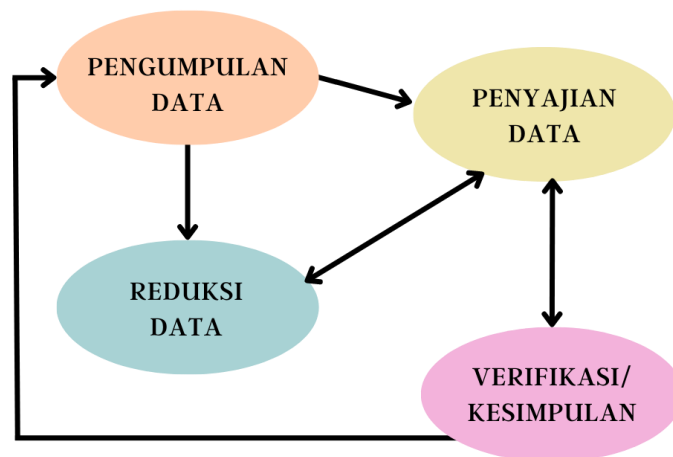 PENGUMPULAN
DATA
PENYAJIAN
DATA
REDUKSI
DATA
VERIFIKASI/
KESIMPULAN